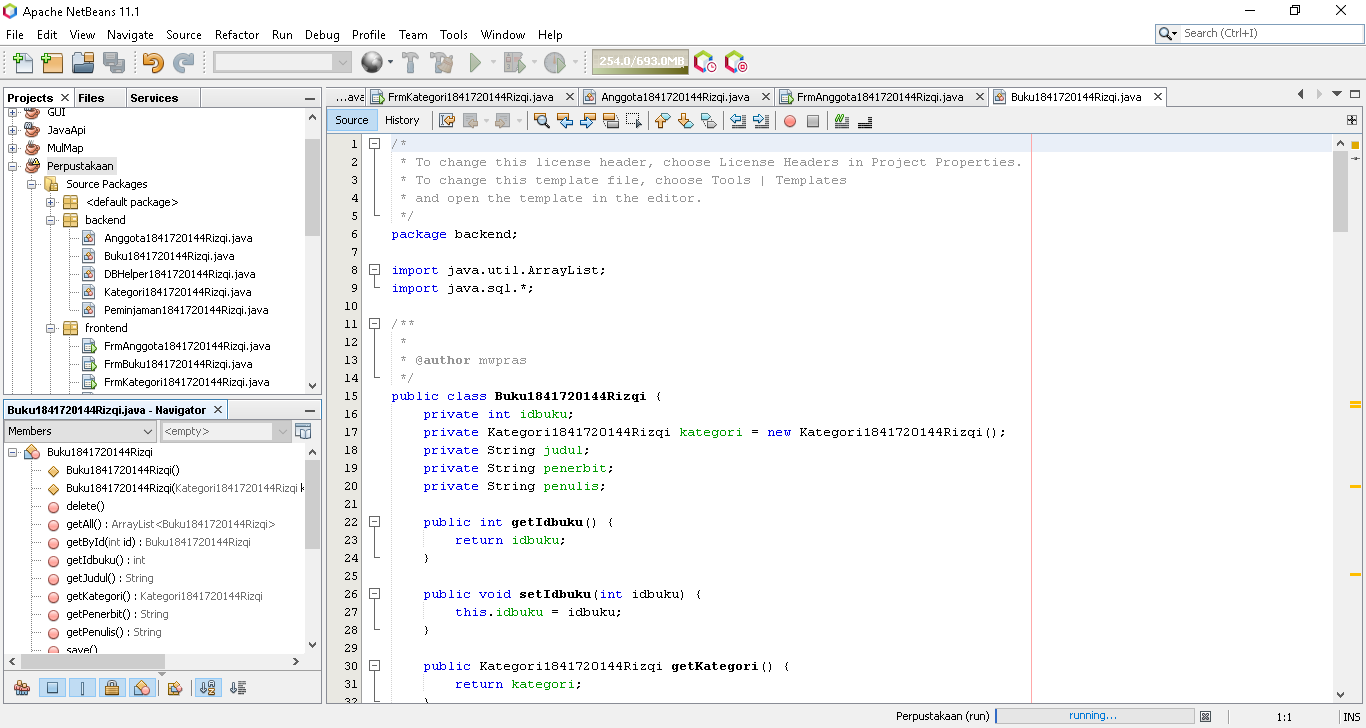 Apache NetBeans 11.1
File Edit View Navigate Source Refactor Run Debug Profile Team Tools Window Help
Search (Ctrl+I)
254.0/693.0MB
Projects Files Services
GUI
JavaApi
MulMap
Perpustakaan
Source Packages
<default package>
backend
Anggota1841720144Rizqi.java
Buku1841720144Rizqi.java
DBHelper1841720144Rizqi.java
Kategori1841720144Rizqi.java
Peminjaman1841720144Rizqi.java
frontend
FrmAnggota1841720144Rizqi.java
FrmBuku1841720144Rizqi.java
FrmKategori1841720144Rizqi.java
Buku1841720144Rizqi.java - Navigator
Members <empty>
Buku1841720144Rizqi
Buku1841720144Rizqi()
Buku1841720144Rizqi(Kategori1841720144Rizqi k
delete()
getAll() : ArrayList<Buku1841720144Rizqi>
getById(int id) : Buku1841720144Rizqi
getIdbuku() : int
getJudul() : String
getKategori() : Kategori1841720144Rizqi
getPenerbit() : String
getPenulis() : String
save()
...ava FrmKategori1841720144Rizqi.java Anggota1841720144Rizqi.java FrmAnggota1841720144Rizqi.java Buku1841720144Rizqi.java
Source History
1 /*
2 * To change this license header, choose License Headers in Project Properties.
3 * To change this template file, choose Tools | Templates
4 * and open the template in the editor.
5 */
6 package backend;
7
8 import java.util.ArrayList;
9 import java.sql.*;
10
11 /**
12 *
13 * @author mwpras
14 */
15 public class Buku1841720144Rizqi {
16 private int idbuku;
17 private Kategori1841720144Rizqi kategori = new Kategori1841720144Rizqi();
18 private String judul;
19 private String penerbit;
20 private String penulis;
21
22 public int getIdbuku() {
23 return idbuku;
24 }
25
26 public void setIdbuku(int idbuku) {
27 this.idbuku = idbuku;
28 }
29
30 public Kategori1841720144Rizqi getKategori() {
31 return kategori;
32 }
Perpustakaan (run) running... 1:1 INS